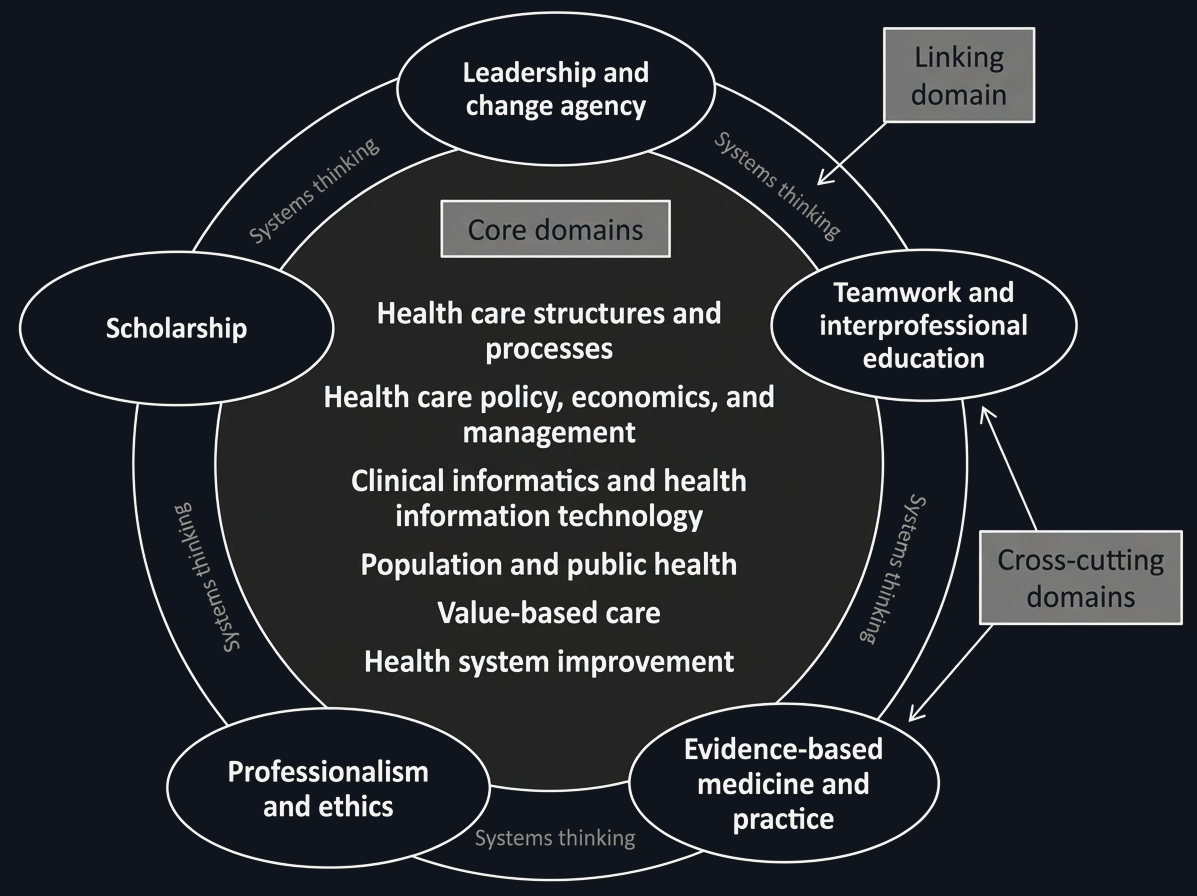 Leadership and
change agency
Linking
domain
Systems thinking
Systems thinking
Core domains
Scholarship
Teamwork and
interprofessional
education
Health care structures and
processes
Health care policy, economics, and
management
Clinical informatics and health
information technology
Population and public health
Value-based care
Health system improvement
Systems thinking
Systems thinking
Cross-cutting
domains
Professionalism
and ethics
Evidence-based
medicine and
practice
Systems thinking